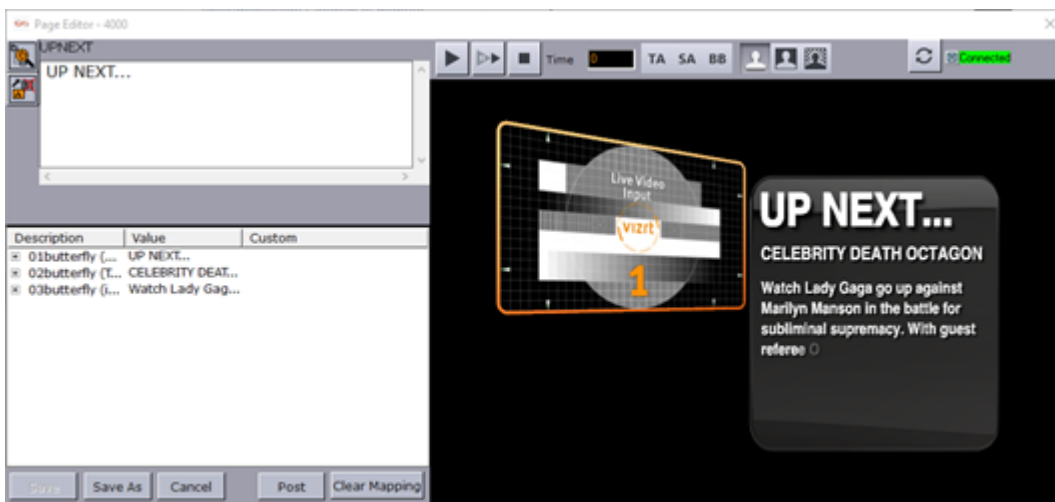 Page Editor - 4000
UPNEXT
UP NEXT...
Time 0 TA SA BB
Connected
Description Value Custom
01butterfly (... UP NEXT...
02butterfly (T... CELEBRITY DEAT...
03butterfly (i... Watch Lady Gag...
Save Save As Cancel Post Clear Mapping
Live Video
Input
vizrt
1
UP NEXT...
CELEBRITY DEATH OCTAGON
Watch Lady Gaga go up against
Marilyn Manson in the battle for
subliminal supremacy. With guest
referee O